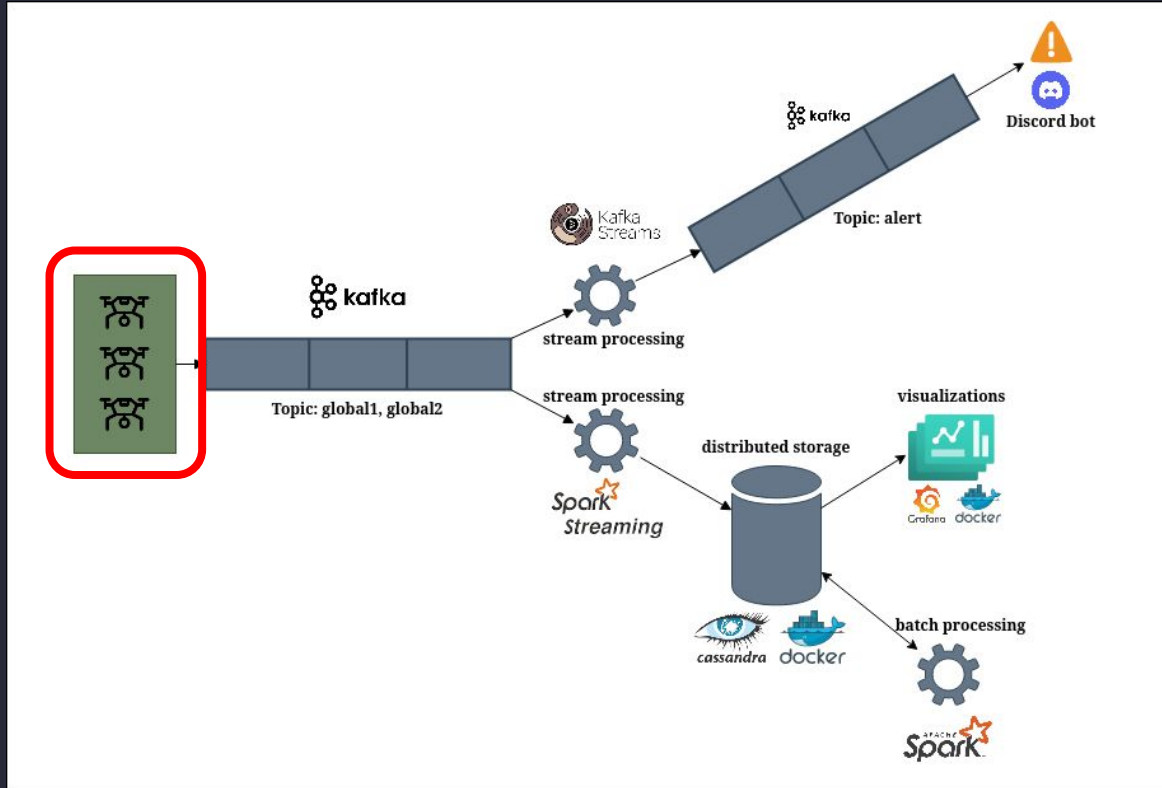 Discord bot
kafka
Topic: alert
Kafka
Streams
kafka
stream processing
Topic: global1, global2
stream processing
Spark
Streaming
distributed storage
visualizations
Grafana
docker
cassandra
docker
batch processing
APACHE
Spark